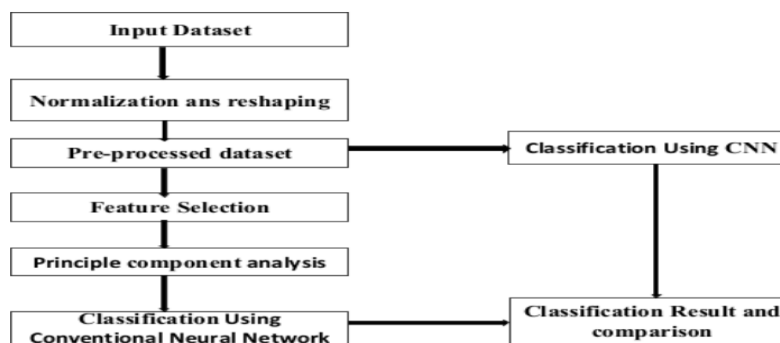 Input Dataset
Normalization ans reshaping
Pre-processed dataset
Classification Using CNN
Feature Selection
Principle component analysis
Classification Using
Conventional Neural Network
Classification Result and
comparison